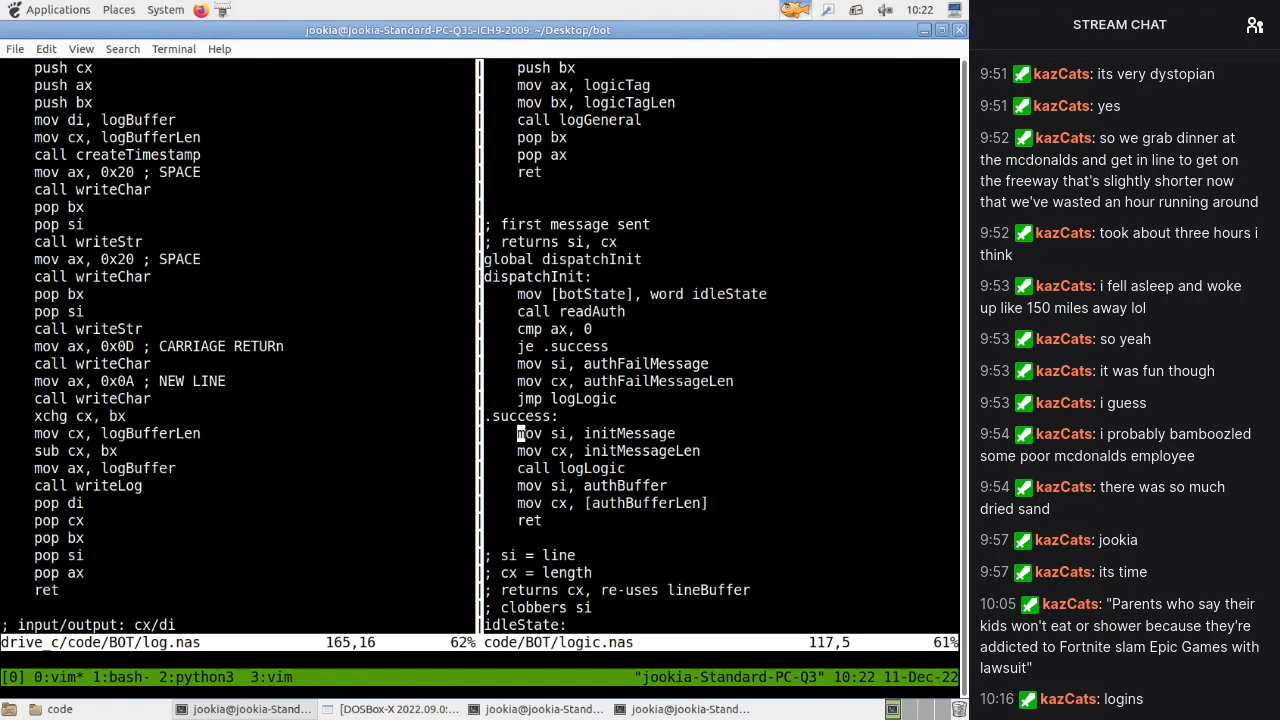 Applications Places System 10:22
jookia@jookia-Standard-PC-Q35-ICH9-2009: ~/Desktop/bot
File Edit View Search Terminal Help
push cx
push ax
push bx
mov di, logBuffer
mov cx, logBufferLen
call createTimestamp
mov ax, 0x20 ; SPACE
call writeChar
pop bx
pop si
call writeStr
mov ax, 0x20 ; SPACE
call writeChar
pop bx
pop si
call writeStr
mov ax, 0x0D ; CARRIAGE RETURn
call writeChar
mov ax, 0x0A ; NEW LINE
call writeChar
xchg cx, bx
mov cx, logBufferLen
sub cx, bx
mov ax, logBuffer
call writeLog
pop di
pop cx
pop bx
pop si
pop ax
ret
; input/output: cx/di
drive_c/code/BOT/log.nas 165,16 62%
push bx
mov ax, logicTag
mov bx, logicTagLen
call logGeneral
pop bx
pop ax
ret
; first message sent
; returns si, cx
global dispatchInit
dispatchInit:
mov [botState], word idleState
call readAuth
cmp ax, 0
je .success
mov si, authFailMessage
mov cx, authFailMessageLen
jmp logLogic
.success:
mov si, initMessage
mov cx, initMessageLen
call logLogic
mov si, authBuffer
mov cx, [authBufferLen]
ret
; si = line
; cx = length
; returns cx, re-uses lineBuffer
; clobbers si
idleState:
code/BOT/logic.nas 117,5 61%
[0] 0:vim* 1:bash- 2:python3 3:vim "jookia-Standard-PC-Q3" 10:22 11-Dec-22
code jookia@jookia-Stand... [DOSBox-X 2022.09.0:... jookia@jookia-Stand... jookia@jookia-Stand...
STREAM CHAT
9:51 kazCats: its very dystopian
9:51 kazCats: yes
9:52 kazCats: so we grab dinner at
the mcdonalds and get in line to get on
the freeway that's slightly shorter now
that we've wasted an hour running around
9:52 kazCats: took about three hours i
think
9:53 kazCats: i fell asleep and woke
up like 150 miles away lol
9:53 kazCats: so yeah
9:53 kazCats: it was fun though
9:53 kazCats: i guess
9:54 kazCats: i probably bamboozled
some poor mcdonalds employee
9:54 kazCats: there was so much
dried sand
9:57 kazCats: jookia
9:57 kazCats: its time
10:05 kazCats: "Parents who say their
kids won't eat or shower because they're
addicted to Fortnite slam Epic Games with
lawsuit"
10:16 kazCats: logins